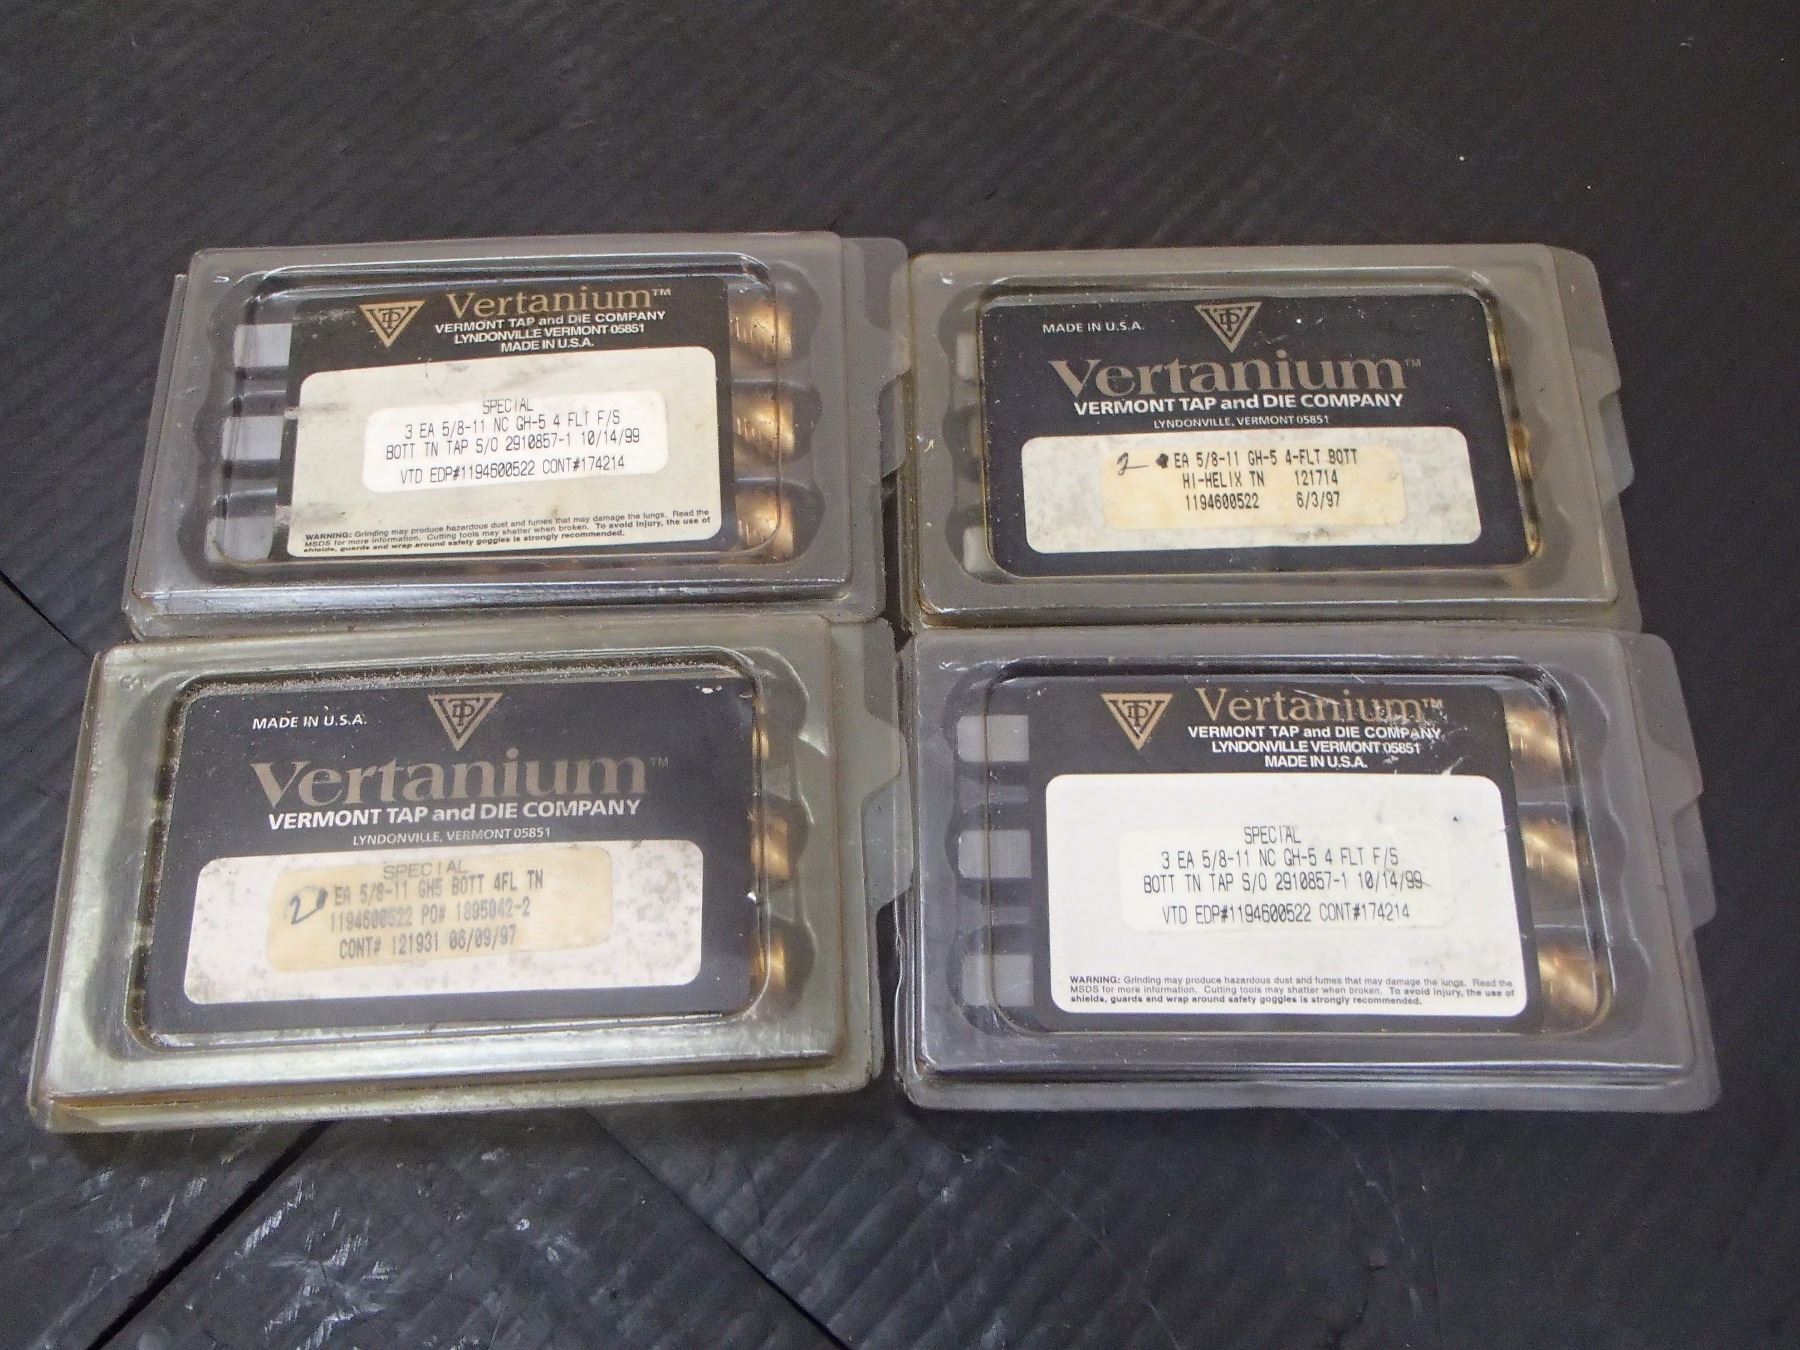 Vertanium™
VERMONT TAP and DIE COMPANY
LYNDONVILLE VERMONT 05851
MADE IN U.S.A.
SPECIAL
3 EA 5/8-11 NC GH-5 4 FLT F/S
BOTT TN TAP S/O 2910857-1 10/14/99
VTD EDP#1194600522 CONT#174214
WARNING: Grinding may produce hazardous dust and fumes that may damage the lungs. Read the
MSDS for more information. Cutting tools may shatter when broken. To avoid injury, the use of
shields, guards and wrap around safety goggles is strongly recommended.
MADE IN U.S.A.
Vertanium™
VERMONT TAP and DIE COMPANY
LYNDONVILLE, VERMONT 05851
2 EA 5/8-11 GH-5 4-FLT BOTT
HI-HELIX TN 121714
1194600522 6/3/97
MADE IN U.S.A.
Vertanium™
VERMONT TAP and DIE COMPANY
LYNDONVILLE, VERMONT 05851
SPECIAL
2 EA 5/8-11 GH5 BOTT 4FL TN
1194600522 PO# 1895042-2
CONT# 121931 06/09/97
Vertanium™
VERMONT TAP and DIE COMPANY
LYNDONVILLE VERMONT 05851
MADE IN U.S.A.
SPECIAL
3 EA 5/8-11 NC GH-5 4 FLT F/S
BOTT TN TAP S/O 2910857-1 10/14/99
VTD EDP#1194600522 CONT#174214
WARNING: Grinding may produce hazardous dust and fumes that may damage the lungs. Read the
MSDS for more information. Cutting tools may shatter when broken. To avoid injury, the use of
shields, guards and wrap around safety goggles is strongly recommended.